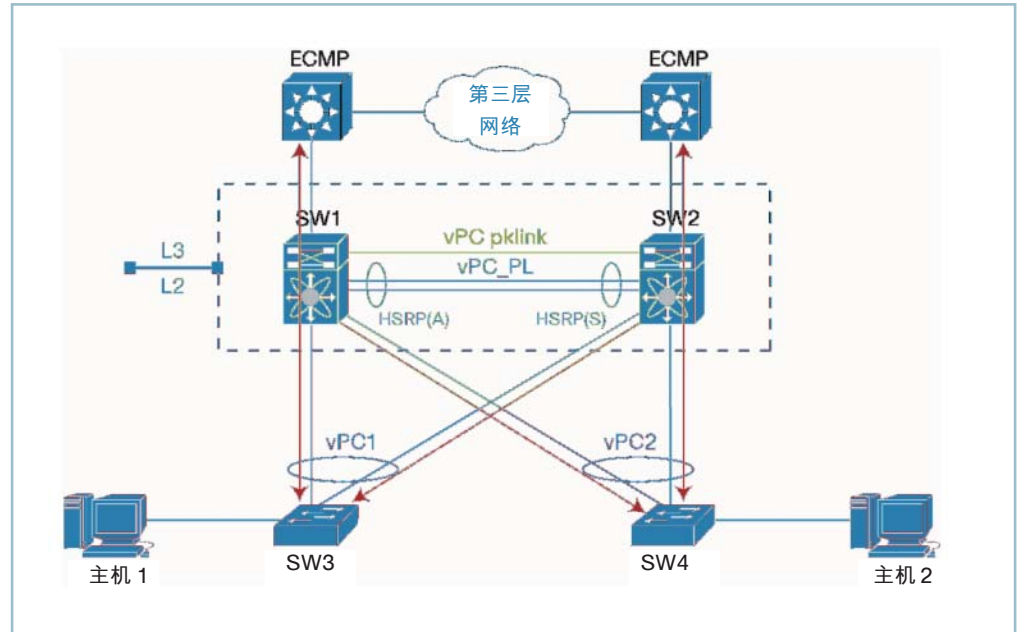 ECMP
ECMP
第三层
网络
SW1
SW2
vPC pklink
vPC_PL
L3
L2
HSRP(A)
HSRP(S)
vPC1
vPC2
SW3
SW4
主机 1
主机 2